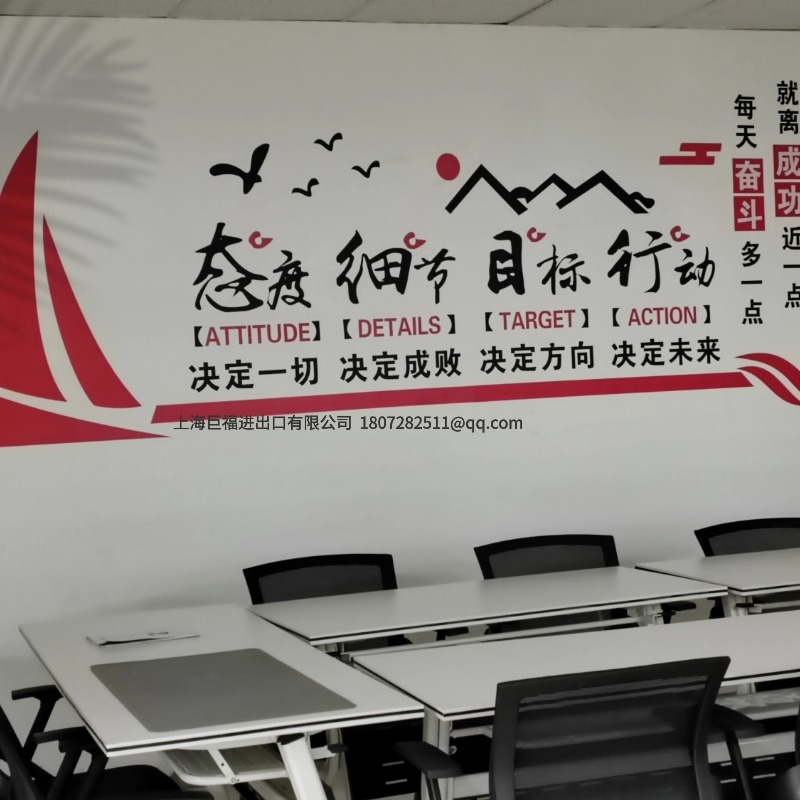 态度 细节 目标 行动
【ATTITUDE】【DETAILS】【TARGET】【ACTION】
决定一切 决定成败 决定方向 决定未来
上海巨福进出口有限公司 1807282511@qq.com
每天奋斗多一点
就离成功近一点